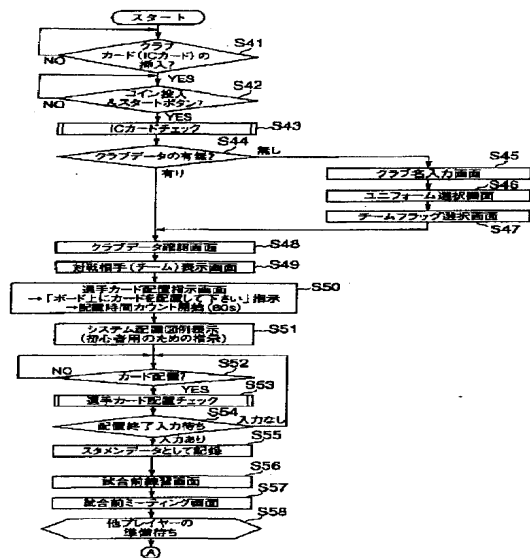 スタート
クラブ
カード(ICカード)の
挿入?
S41
NO
YES
コイン投入
&スタートボタン?
S42
NO
YES
ICカードチェック
S43
クラブデータの有無?
S44
無し
有り
クラブ名入力画面
S45
ユニフォーム選択画面
S46
チームフラッグ選択画面
S47
クラブデータ確認画面
S48
対戦相手(チーム)表示画面
S49
選手カード配置指示画面
→「ボード上にカードを配置して下さい」指示
→配置時間カウント開始(60s)
S50
システム配置図例表示
(初心者用のための指示)
S51
カード配置?
S52
NO
YES
選手カード配置チェック
S53
配置終了入力待ち
S54
入力なし
入力あり
スタメンデータとして記録
S55
試合前練習画面
S56
試合前ミーティング画面
S57
他プレイヤーの
準備待ち
S58
A